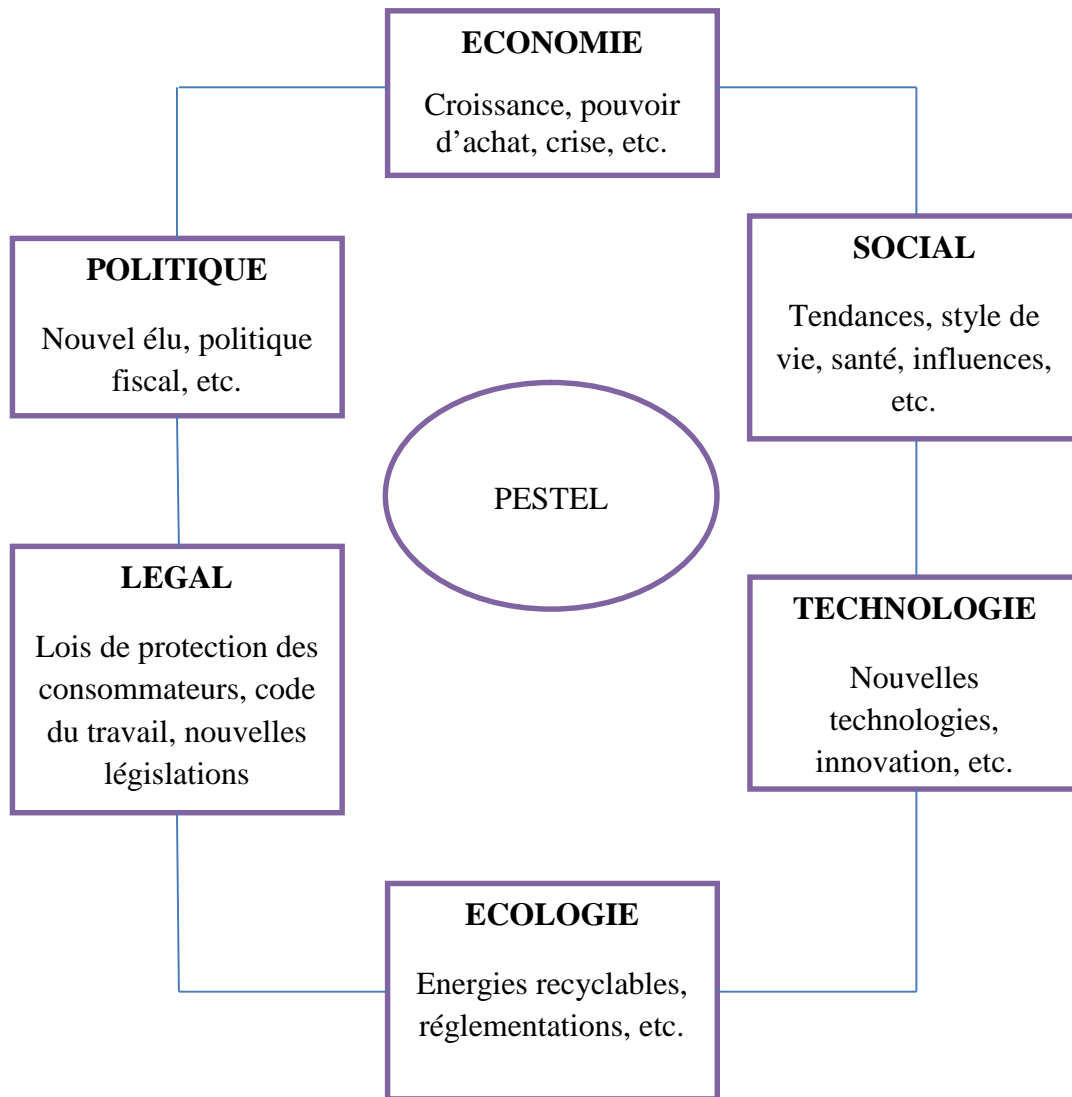 ECONOMIE
Croissance, pouvoir
d’achat, crise, etc.
POLITIQUE
Nouvel élu, politique
fiscal, etc.
SOCIAL
Tendances, style de
vie, santé, influences,
etc.
PESTEL
LEGAL
Lois de protection des
consommateurs, code
du travail, nouvelles
législations
TECHNOLOGIE
Nouvelles
technologies,
innovation, etc.
ECOLOGIE
Energies recyclables,
réglementations, etc.